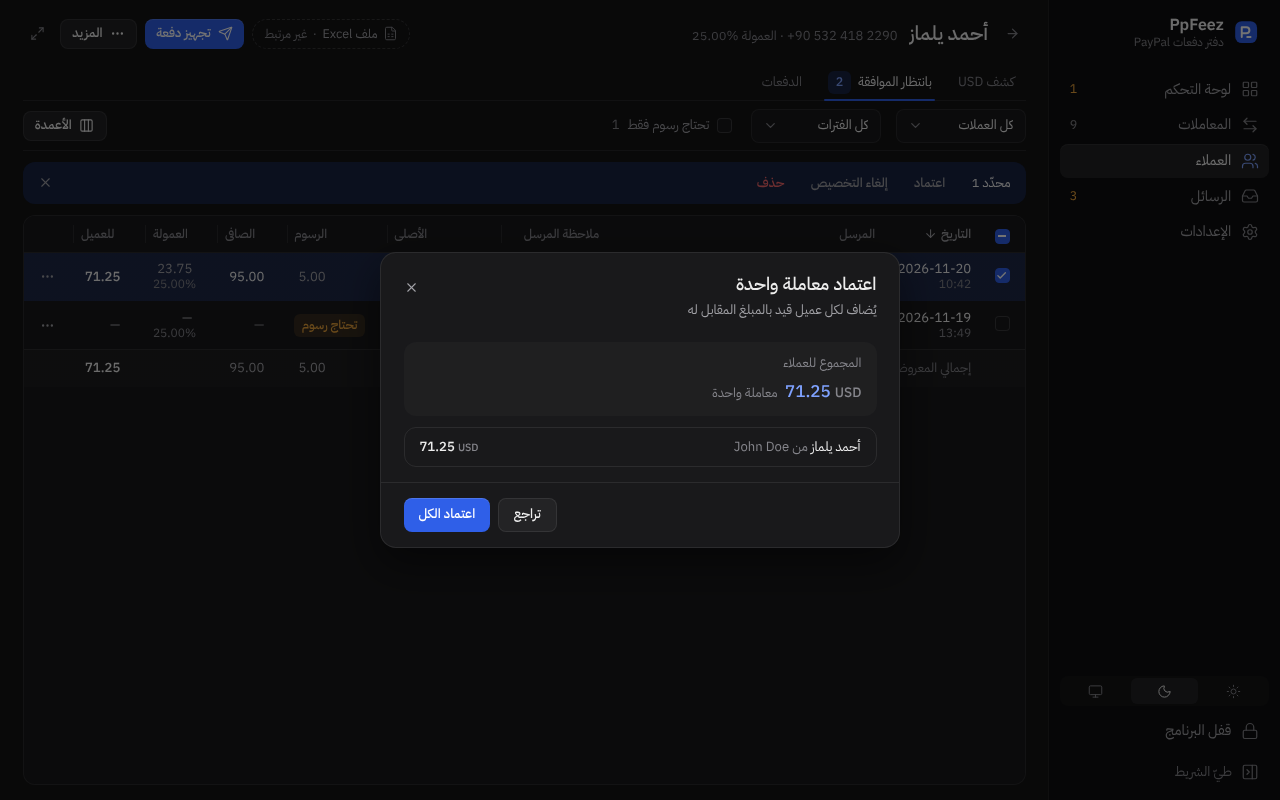 PpFeez
دفتر دفعات PayPal
لوحة التحكم 1
المعاملات 9
العملاء
الرسائل 3
الإعدادات
قفل البرنامج
طيّ الشريط
أحمد يلماز +90 532 418 2290 · العمولة 25.00%
ملف Excel · غير مرتبط
تجهيز دفعة
المزيد
كشف USD
بانتظار الموافقة 2
الدفعات
كل العملات
كل الفترات
تحتاج رسوم فقط 1
الأعمدة
محدّد 1
اعتماد
إلغاء التخصيص
حذف
التاريخ المرسل ملاحظة المرسل الأصلي الرسوم الصافي العمولة للعميل
2026-11-20 5.00 95.00 23.75 71.25
10:42 25.00%
2026-11-19 تحتاج رسوم — — —
13:49 25.00%
إجمالي المعروض 5.00 95.00 71.25
اعتماد معاملة واحدة
يُضاف لكل عميل قيد بالمبلغ المقابل له
المجموع للعملاء
71.25 USD معاملة واحدة
أحمد يلماز من John Doe 71.25 USD
تراجع
اعتماد الكل